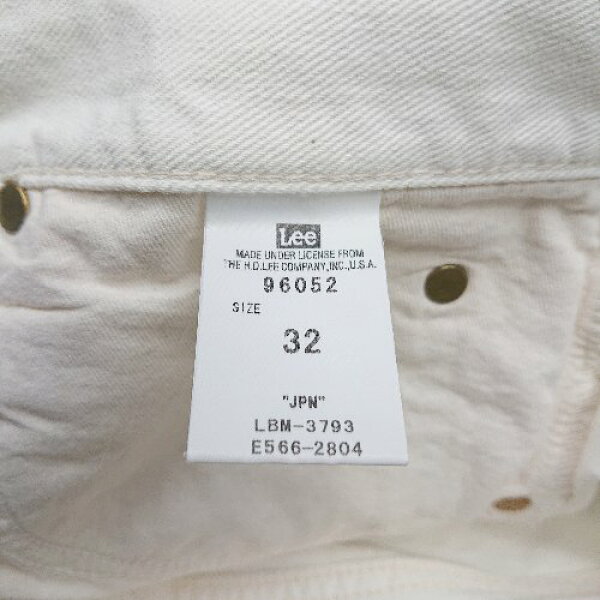 Lee
MADE UNDER LICENSE FROM
THE H.D.LEE COMPANY,INC.,U.S.A.
96052
SIZE
32
"JPN"
LBM-3793
E566-2804